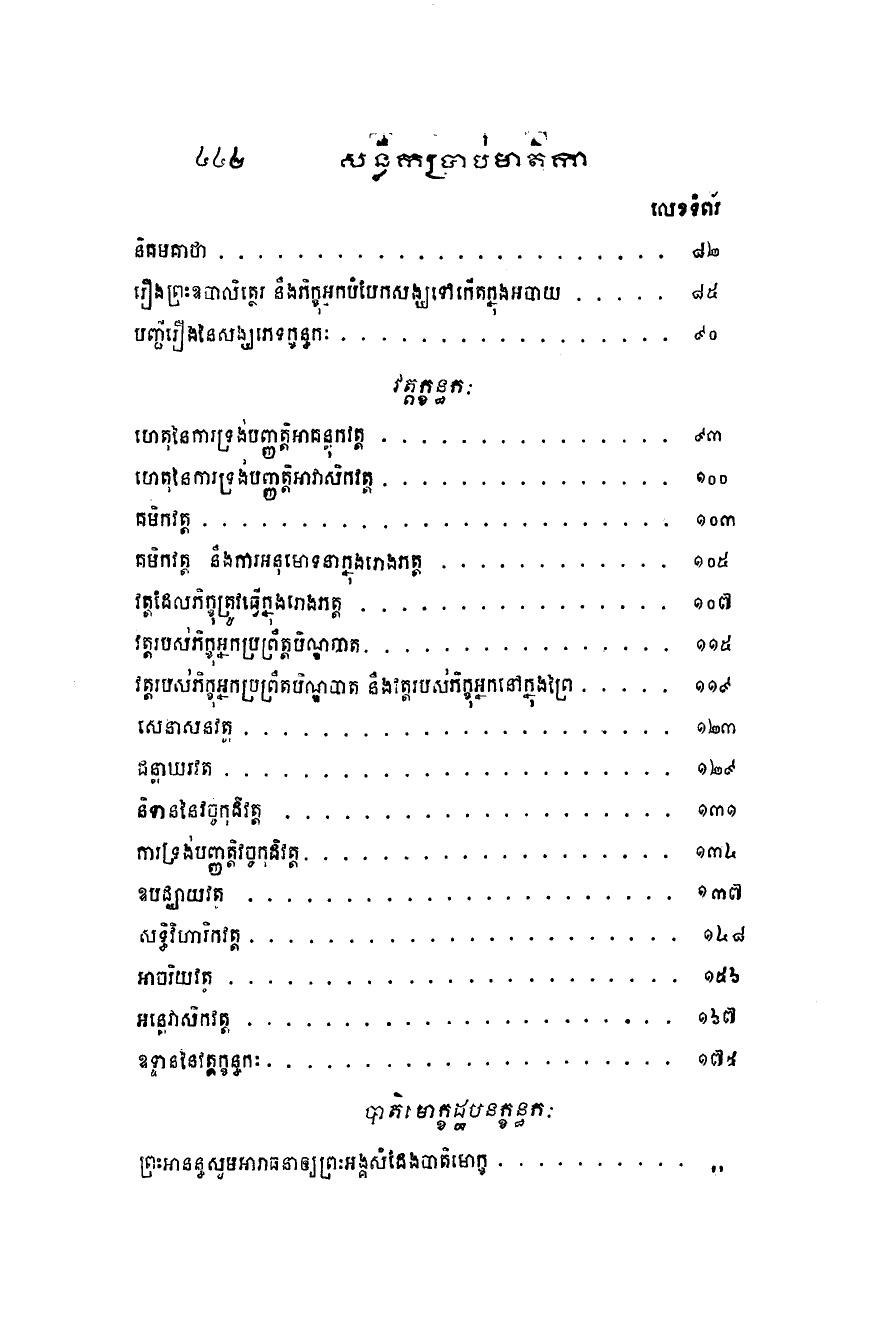 ៤៤២ សន្លឹកប្រាប់មាតិកា
លេខទំព័រ
និគមគាថា . . . . . . . . . . . . . . . . . . . . . . . ៨២
រឿងព្រះឧបាលិត្ថេរ នឹងភិក្ខុអ្នកបំបែកសង្ឃទៅកើតក្នុងអបាយ . . . . . ៨៥
បញ្ជីរឿងនៃសង្ឃភេទក្ខន្ធកៈ . . . . . . . . . . . . . . . . . ៩០
វត្តក្ខន្ធកៈ
ហេតុនៃការទ្រង់បញ្ញត្តិអាគន្តុកវត្ត . . . . . . . . . . . . . . . ៩៣
ហេតុនៃការទ្រង់បញ្ញត្តិអាវាសិកវត្ត . . . . . . . . . . . . . . . ១០០
គមិកវត្ត . . . . . . . . . . . . . . . . . . . . . . . . ១០៣
គមិកវត្ត នឹងការអនុមោទនាក្នុងរោងភត្ត . . . . . . . . . . . . ១០៥
វត្តដែលភិក្ខុត្រូវធ្វើក្នុងរោងភត្ត . . . . . . . . . . . . . . . . ១០៧
វត្តរបស់ភិក្ខុអ្នកប្រព្រឹត្តបិណ្ឌបាត . . . . . . . . . . . . . . . . ១១៥
វត្តរបស់ភិក្ខុអ្នកប្រព្រឹតបិណ្ឌបាត នឹងវត្តរបស់ភិក្ខុអ្នកនៅក្នុងព្រៃ . . . . . ១១៩
សេនាសនវត្ត . . . . . . . . . . . . . . . . . . . . . . ១២៣
ជន្តាឃរវត . . . . . . . . . . . . . . . . . . . . . . . ១២៩
និទាននៃវច្ចកុដិវត្ត . . . . . . . . . . . . . . . . . . . . ១៣១
ការទ្រង់បញ្ញត្តិវច្ចកុដិវត្ត . . . . . . . . . . . . . . . . . . . ១៣៤
ឧបជ្ឈាយវត្ត . . . . . . . . . . . . . . . . . . . . . . ១៣៧
សទ្ធិវិហារិកវត្ត . . . . . . . . . . . . . . . . . . . . . . ១៤៨
អាចរិយវត្ត . . . . . . . . . . . . . . . . . . . . . . . ១៥៦
អន្តេវាសិកវត្ត . . . . . . . . . . . . . . . . . . . . . . ១៦៧
ឧទ្ទាននៃវត្តក្ខន្ធកៈ . . . . . . . . . . . . . . . . . . . . . ១៧៥
បាតិមោក្ខដ្ឋបនក្ខន្ធកៈ
ព្រះអានន្ទសូមអារាធនាឲ្យព្រះអង្គសំដែងបាតិមោក្ខ . . . . . . . . . . ,,